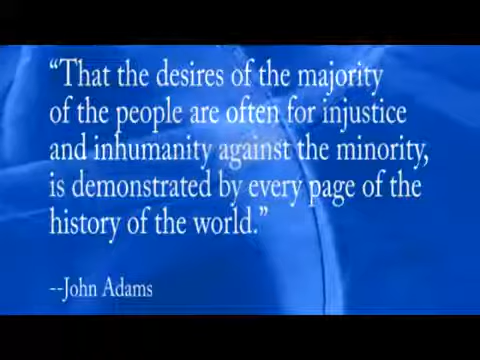 “That the desires of the majority
of the people are often for injustice
and inhumanity against the minority,
is demonstrated by every page of the
history of the world.”
--John Adams